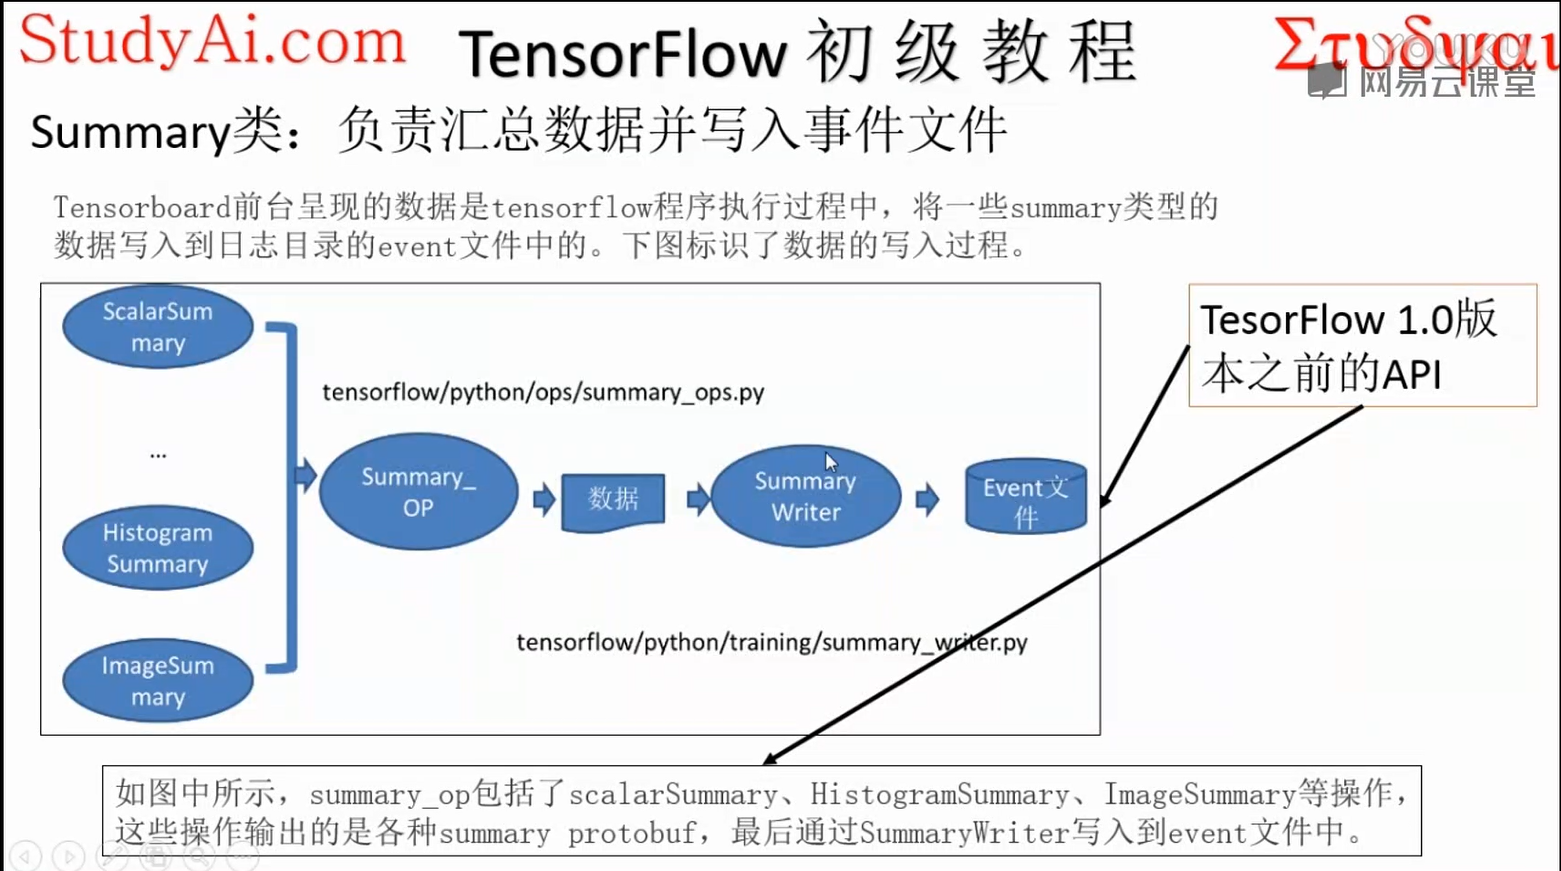 StudyAi.com
TensorFlow 初 级 教 程
Στυδψαι
YOUKU
网易云课堂
Summary类：负责汇总数据并写入事件文件
Tensorboard前台呈现的数据是tensorflow程序执行过程中，将一些summary类型的
数据写入到日志目录的event文件中的。下图标识了数据的写入过程。
ScalarSum
mary
...
Histogram
Summary
ImageSum
mary
tensorflow/python/ops/summary_ops.py
Summary_
OP
数据
Summary
Writer
Event文
件
tensorflow/python/training/summary_writer.py
TesorFlow 1.0版
本之前的API
如图中所示，summary_op包括了scalarSummary、HistogramSummary、ImageSummary等操作，
这些操作输出的是各种summary protobuf，最后通过SummaryWriter写入到event文件中。